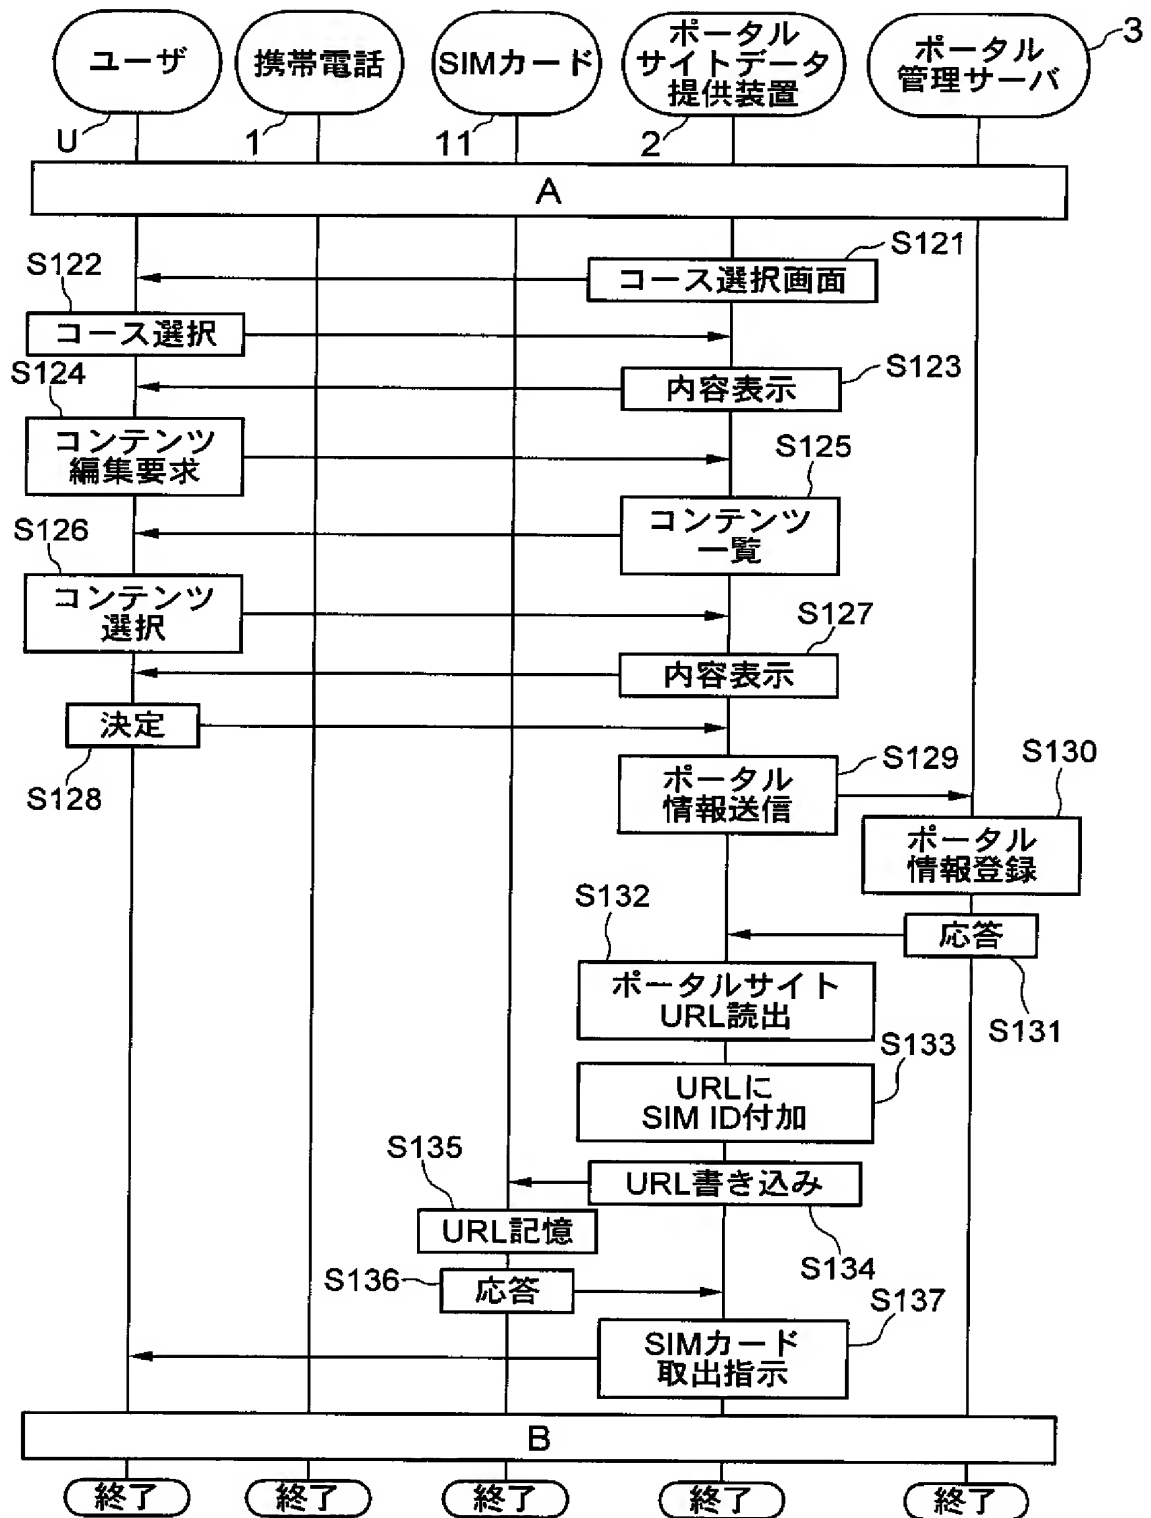 ユーザ
携帯電話
SIMカード
ポータル
サイトデータ
提供装置
ポータル
管理サーバ
3
U
1
11
2
A
S121
コース選択画面
S122
コース選択
S123
内容表示
S124
コンテンツ
編集要求
S125
コンテンツ
一覧
S126
コンテンツ
選択
S127
内容表示
決定
S128
S129
ポータル
情報送信
S130
ポータル
情報登録
応答
S131
S132
ポータルサイト
URL読出
S133
URLに
SIM ID付加
URL書き込み
S134
S135
URL記憶
S136
応答
S137
SIMカード
取出指示
B
終了
終了
終了
終了
終了